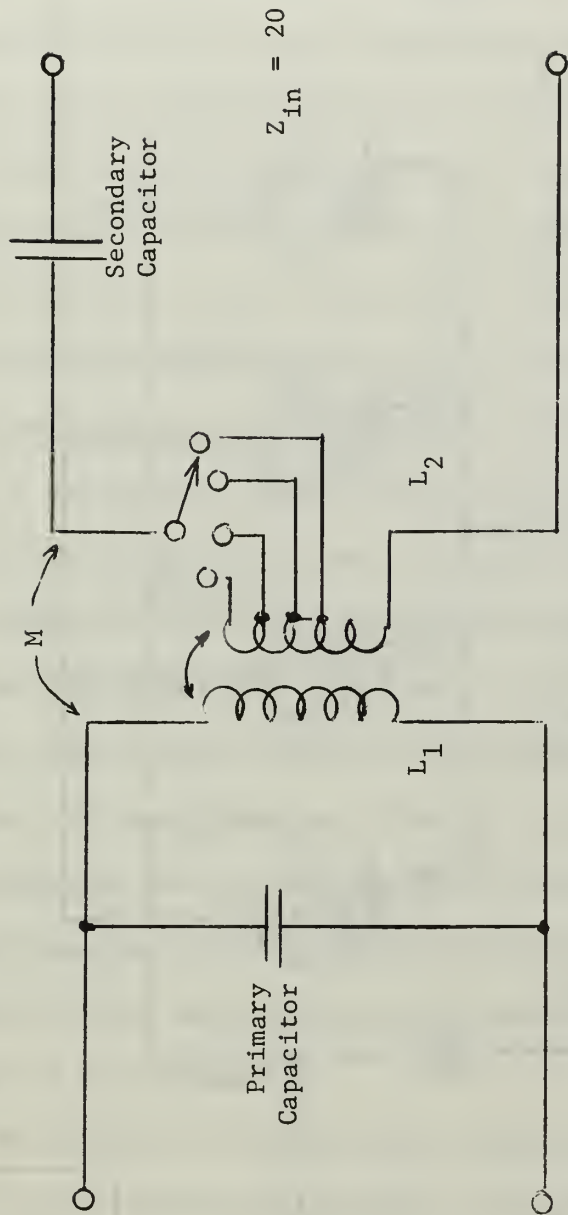 M
Secondary
Capacitor
Z_in = 20
L_2
L_1
Primary
Capacitor